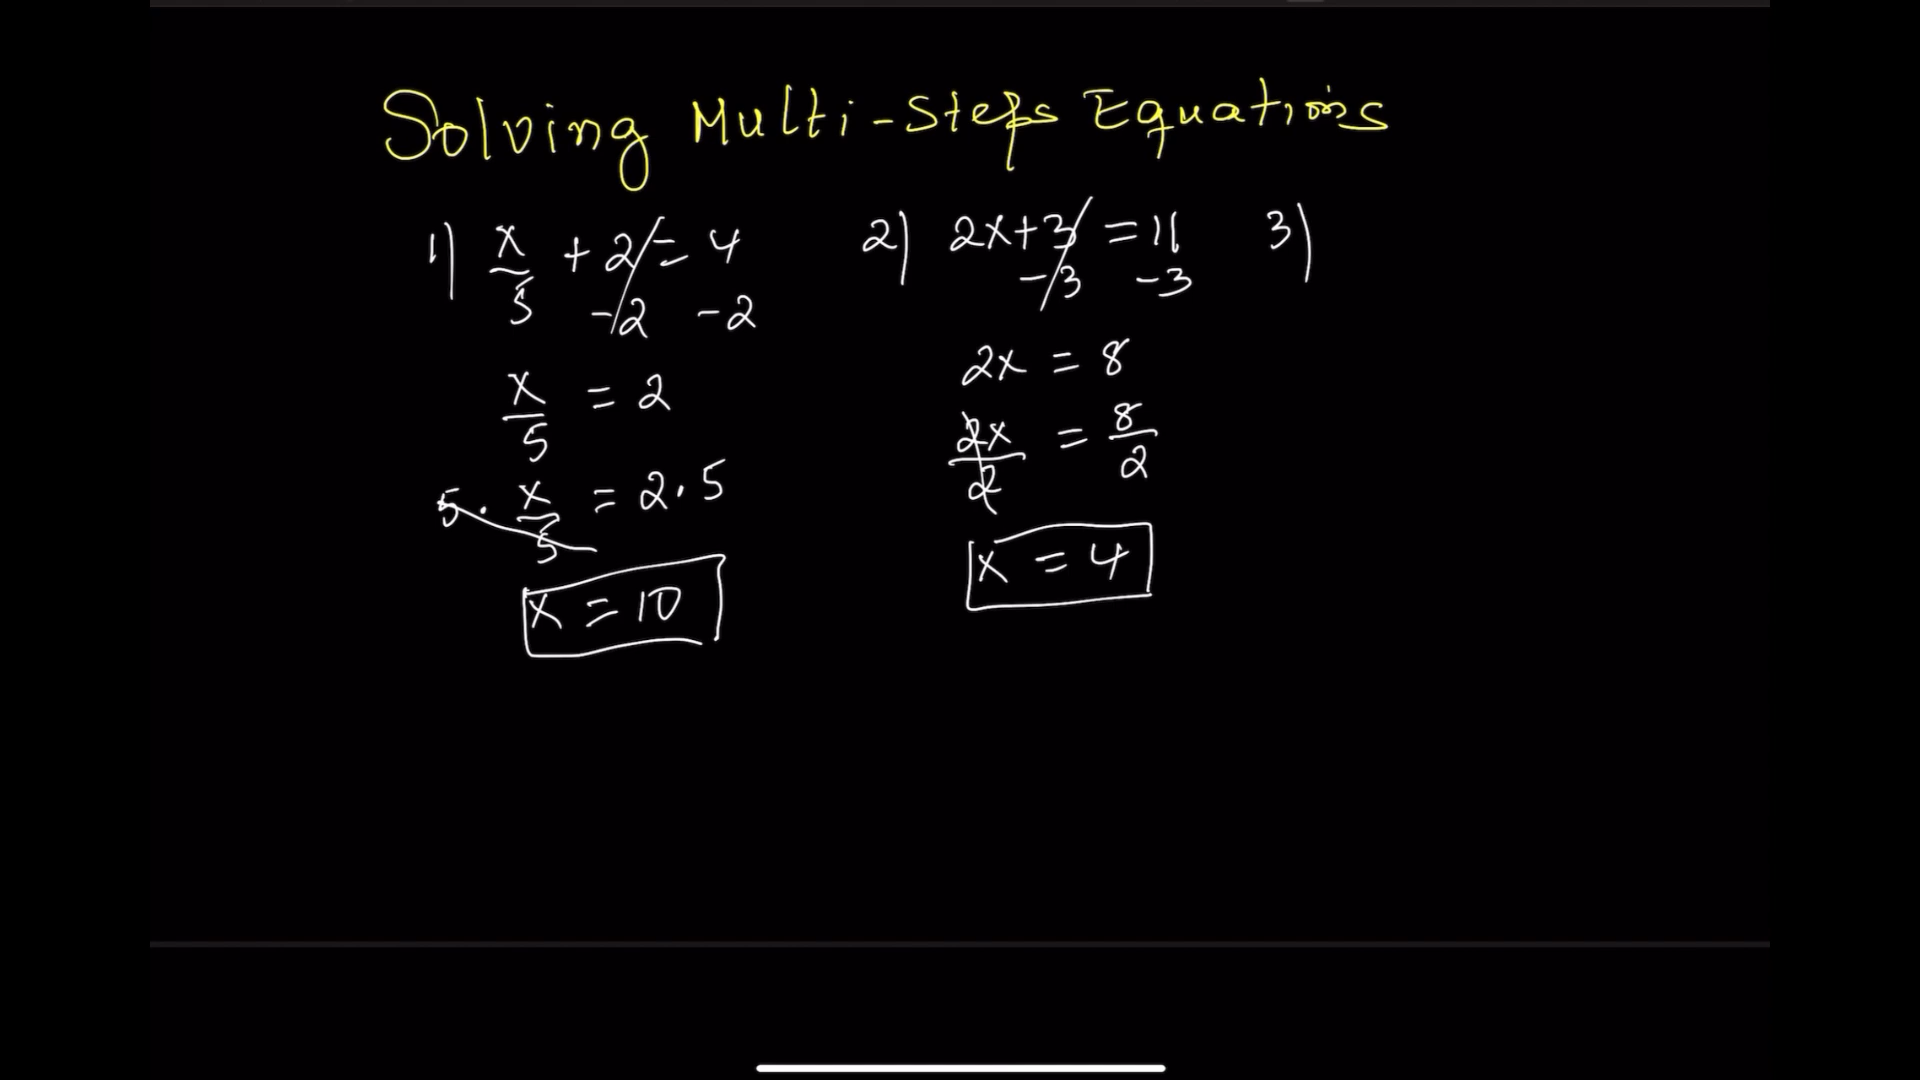 Solving Multi-Steps Equations
1) x/5 + 2 = 4
-2 -2
x/5 = 2
5 · x/5 = 2 · 5
x = 10
2) 2x + 3 = 11
-3 -3
2x = 8
2x/2 = 8/2
x = 4
3)